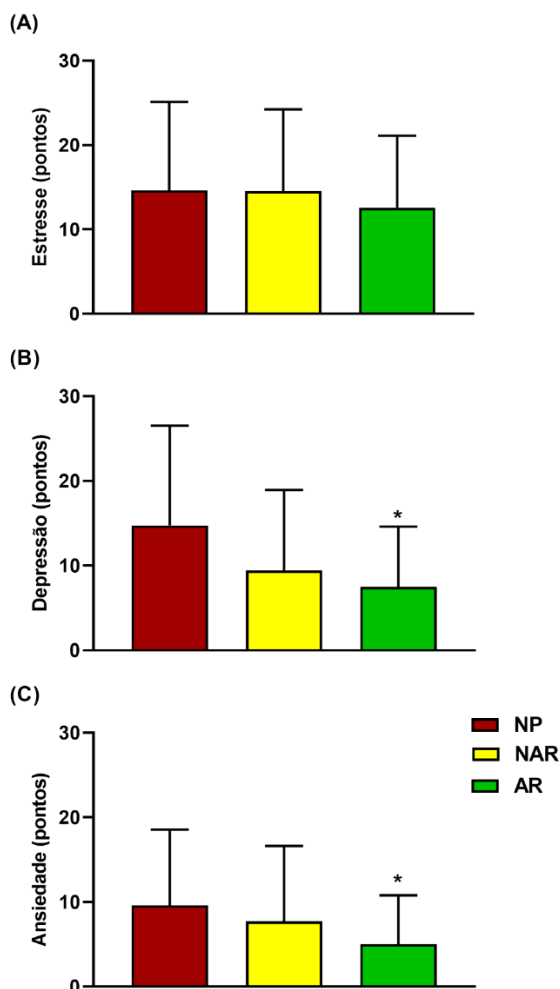 (A)
Estresse (pontos)
30
20
10
0
(B)
Depressão (pontos)
30
20
10
0
*
(C)
Ansiedade (pontos)
30
20
10
0
*
NP
NAR
AR